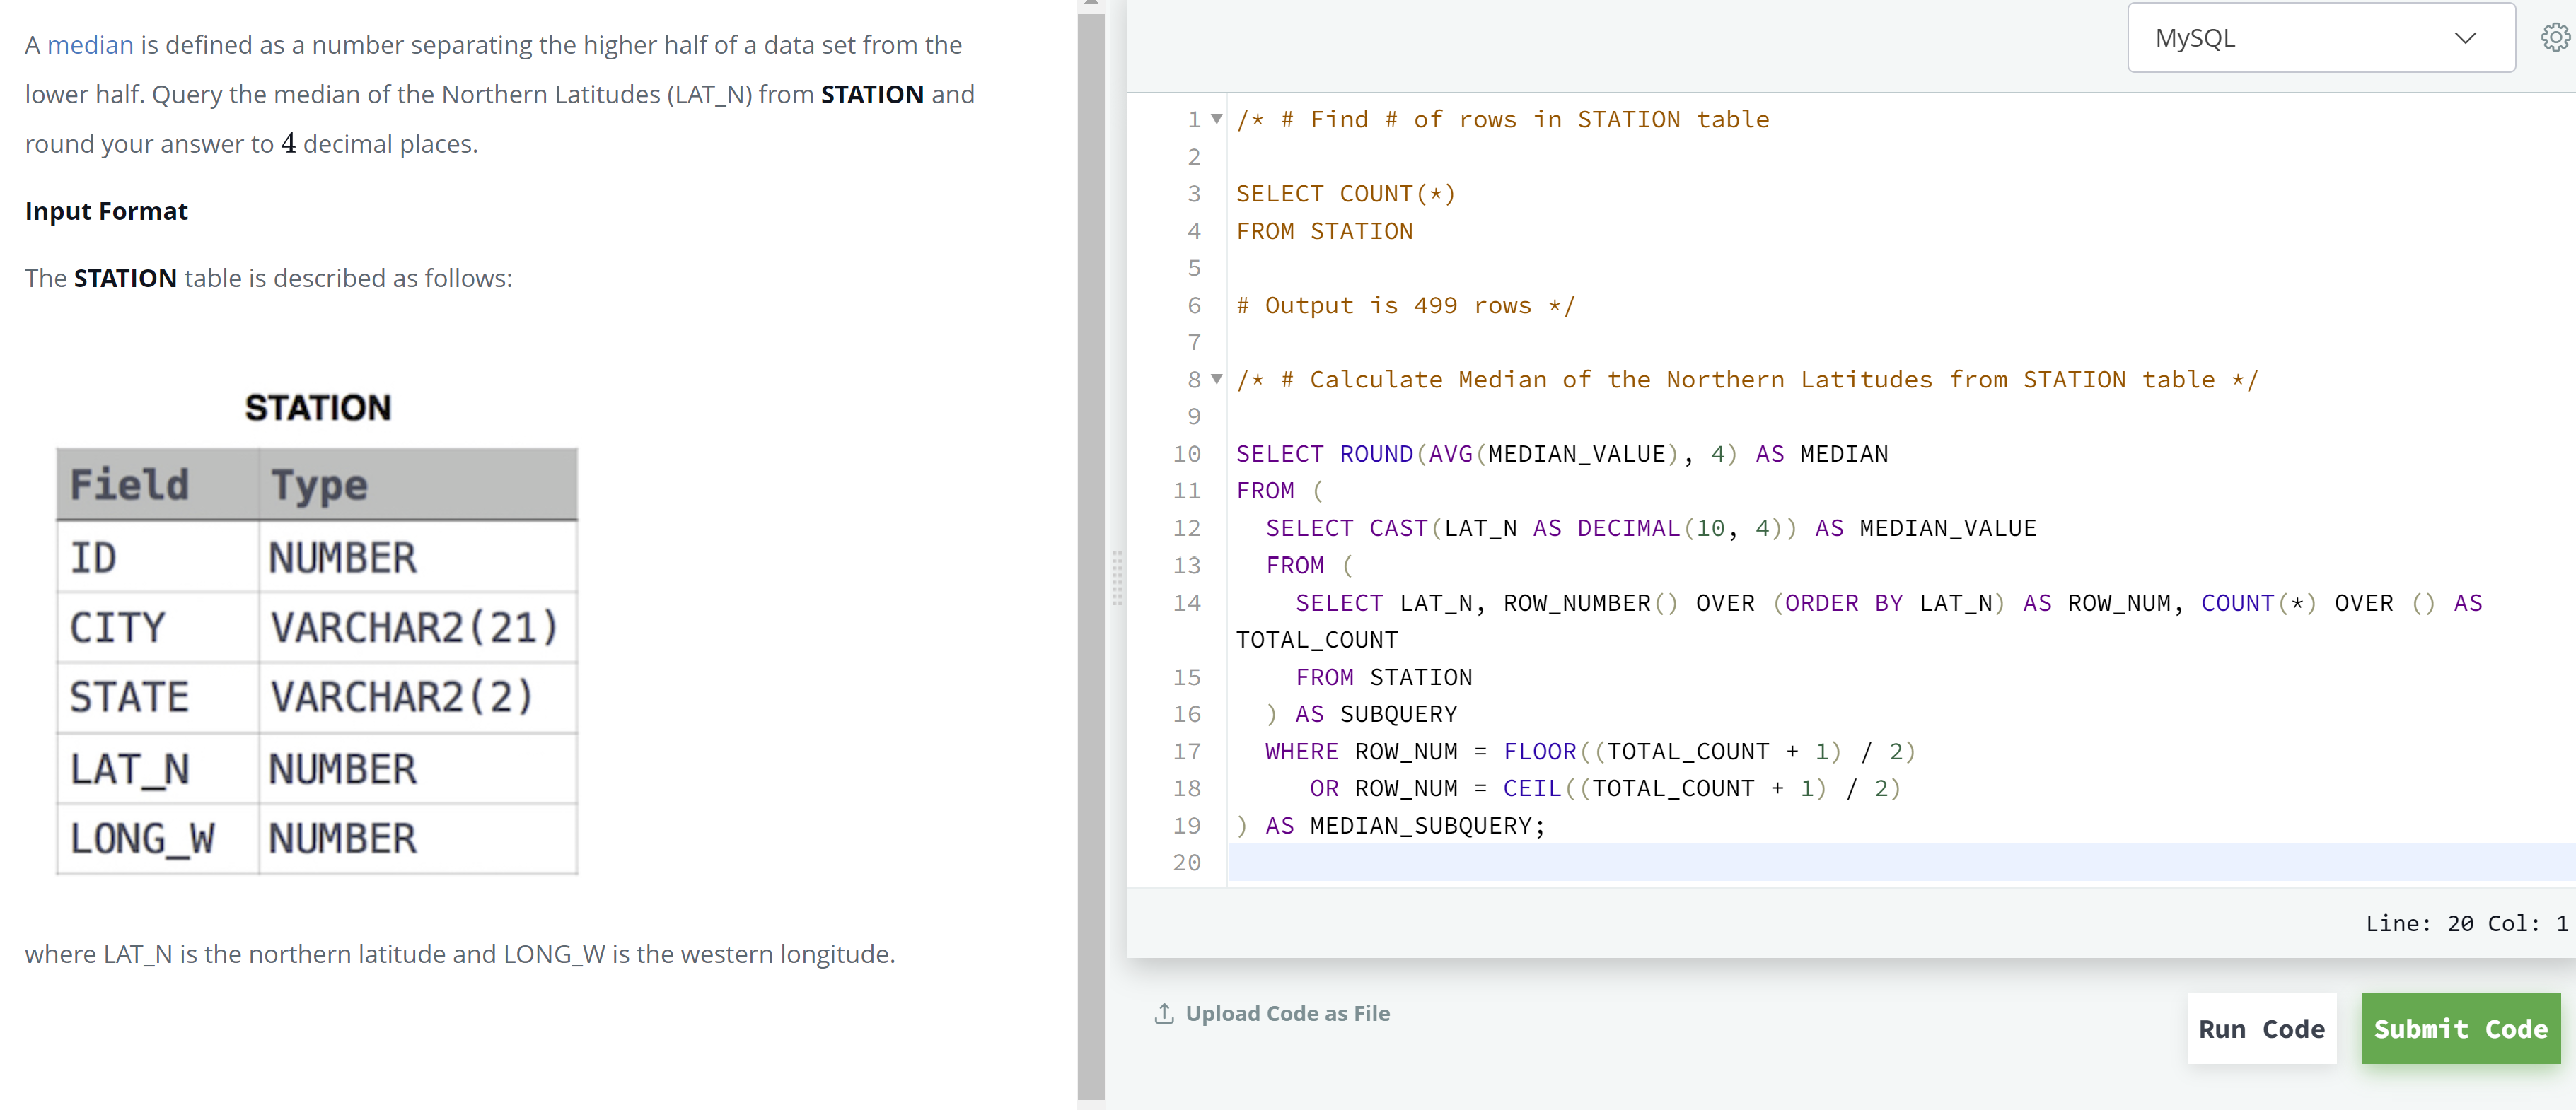 A median is defined as a number separating the higher half of a data set from the
lower half. Query the median of the Northern Latitudes (LAT_N) from STATION and
round your answer to 4 decimal places.
Input Format
The STATION table is described as follows:
STATION
Field Type
ID NUMBER
CITY VARCHAR2(21)
STATE VARCHAR2(2)
LAT_N NUMBER
LONG_W NUMBER
where LAT_N is the northern latitude and LONG_W is the western longitude.
MySQL
1 /* # Find # of rows in STATION table
2
3 SELECT COUNT(*)
4 FROM STATION
5
6 # Output is 499 rows */
7
8 /* # Calculate Median of the Northern Latitudes from STATION table */
9
10 SELECT ROUND(AVG(MEDIAN_VALUE), 4) AS MEDIAN
11 FROM (
12 SELECT CAST(LAT_N AS DECIMAL(10, 4)) AS MEDIAN_VALUE
13 FROM (
14 SELECT LAT_N, ROW_NUMBER() OVER (ORDER BY LAT_N) AS ROW_NUM, COUNT(*) OVER () AS
TOTAL_COUNT
15 FROM STATION
16 ) AS SUBQUERY
17 WHERE ROW_NUM = FLOOR((TOTAL_COUNT + 1) / 2)
18 OR ROW_NUM = CEIL((TOTAL_COUNT + 1) / 2)
19 ) AS MEDIAN_SUBQUERY;
20
Line: 20 Col: 1
Upload Code as File
Run Code
Submit Code